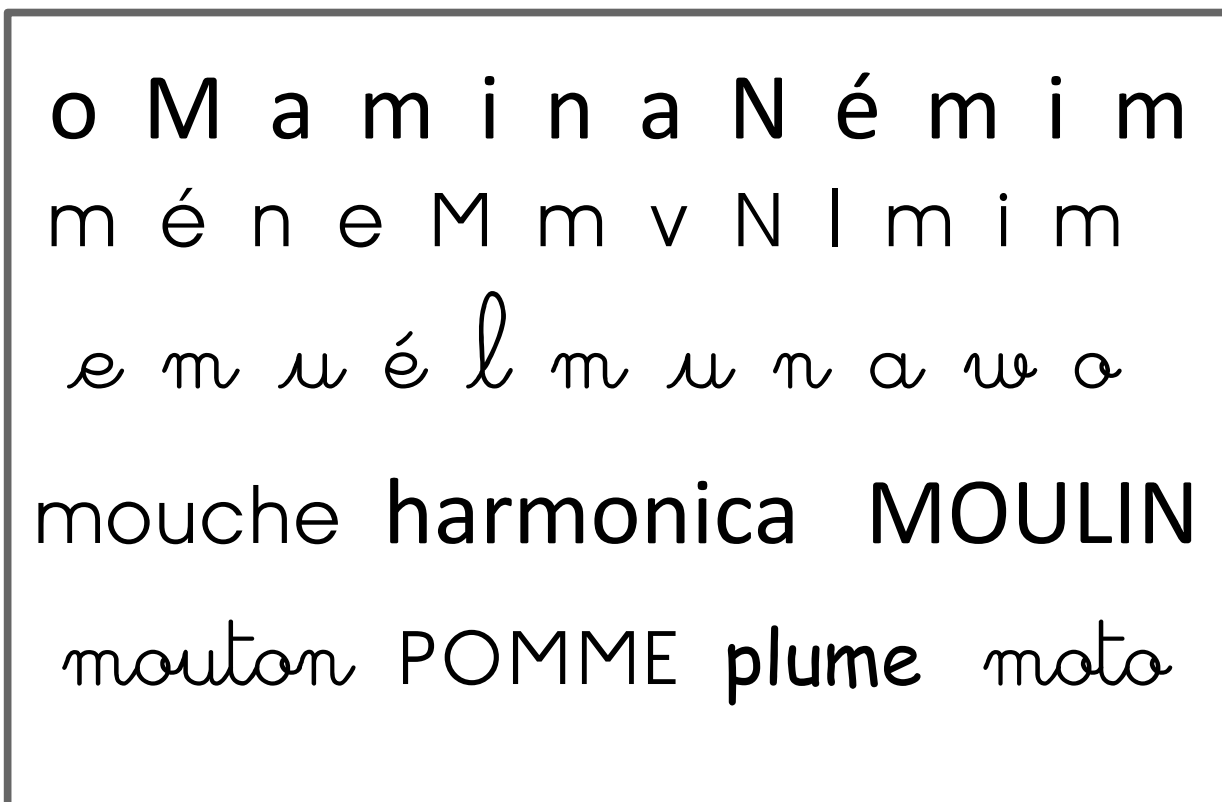 o M a m i n a N é m i m
m é n e M m v N l m i m
e m u é l m u n a w o
mouche harmonica MOULIN
mouton POMME plume moto